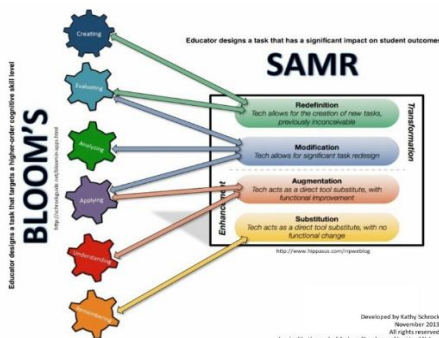 Educator designs a task that has a significant impact on student outcomes
SAMR
Educator designs a task that targets a higher-order cognitive skill level
BLOOM'S
Creating
Evaluating
Analyzing
Applying
Understanding
Remembering
Redefinition
Tech allows for the creation of new tasks,
previously inconceivable
Modification
Tech allows for significant task redesign
Augmentation
Tech acts as a direct tool substitute, with
functional improvement
Substitution
Tech acts as a direct tool substitute, with no
functional change
Transformation
Enhancement
http://www.hippasus.com/rrpweblog
Developed by Kathy Schrock
November 2013
All rights reserved